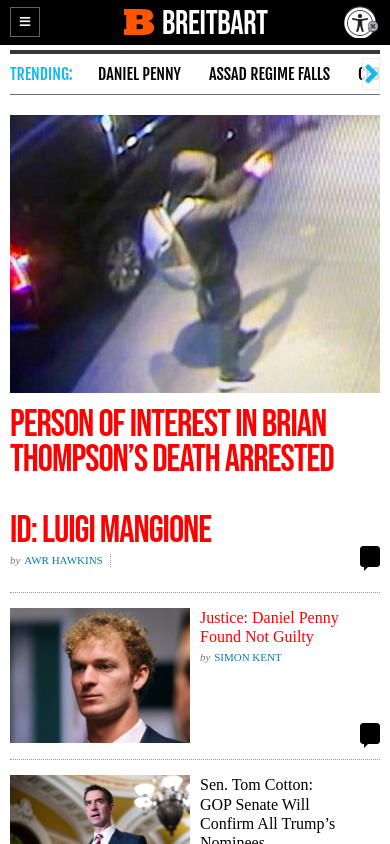 BREITBART
TRENDING: DANIEL PENNY ASSAD REGIME FALLS
PERSON OF INTEREST IN BRIAN
THOMPSON’S DEATH ARRESTED
ID: LUIGI MANGIONE
by AWR HAWKINS
Justice: Daniel Penny
Found Not Guilty
by SIMON KENT
Sen. Tom Cotton:
GOP Senate Will
Confirm All Trump’s
Nominees